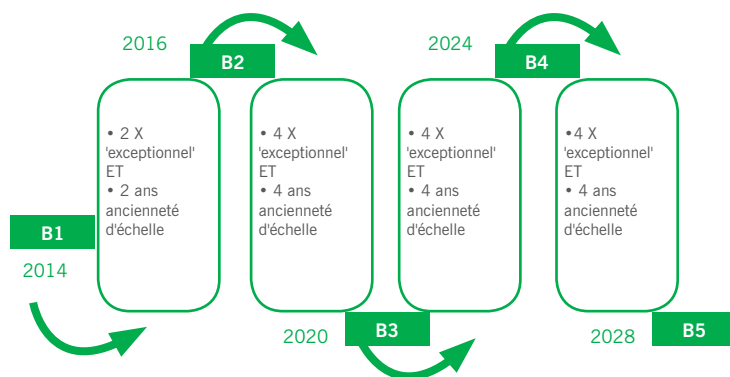 B1
2014
• 2 X
'exceptionnel'
ET
• 2 ans
ancienneté
d'échelle
2016
B2
• 4 X
'exceptionnel'
ET
• 4 ans
ancienneté
d'échelle
2020
B3
• 4 X
'exceptionnel'
ET
• 4 ans
ancienneté
d'échelle
2024
B4
•4 X
'exceptionnel'
ET
• 4 ans
ancienneté
d'échelle
2028
B5